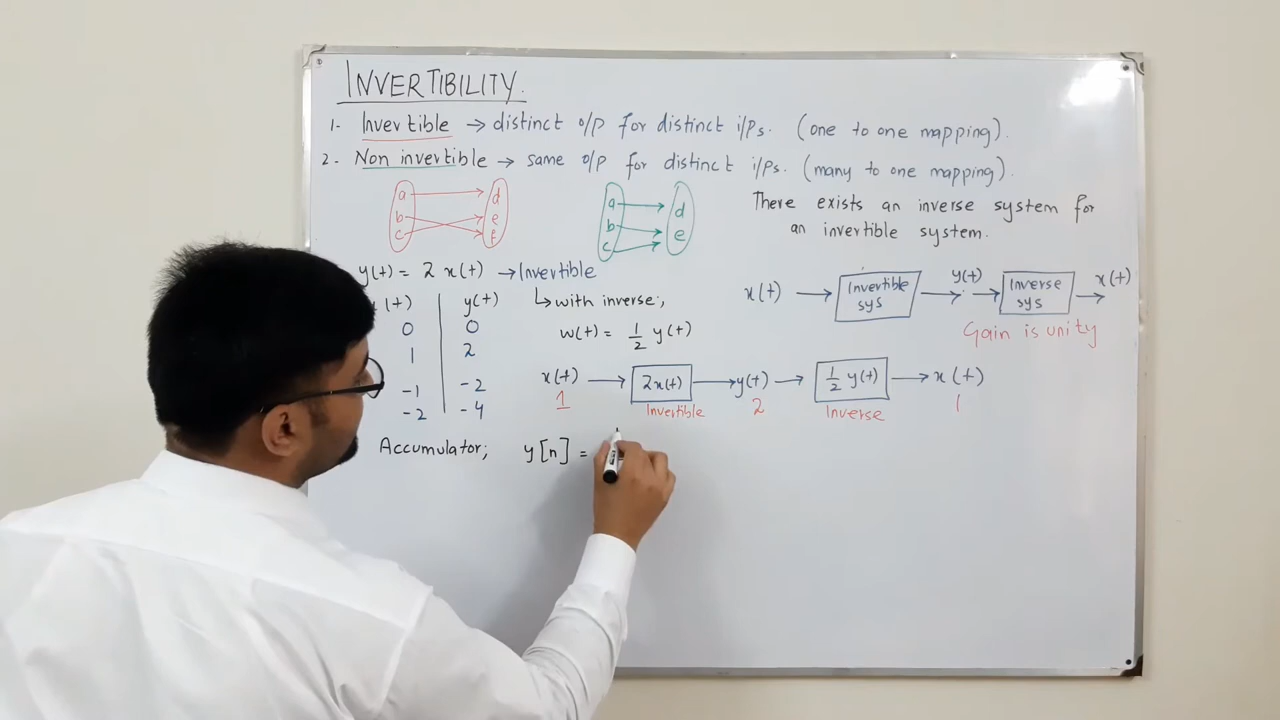 INVERTIBILITY.
1- Invertible → distinct o/p for distinct i/Ps. (one to one mapping).
2- Non invertible → same o/p for distinct i/Ps. (many to one mapping).
a d
b e
c f
a d
b e
c
There exists an inverse system for
an invertible system.
y(t) = 2 x(t) → Invertible
↳ with inverse;
w(t) = 1/2 y(t)
(t) y(t)
0 0
1 2
-1 -2
-2 -4
x(t) → Invertible sys → y(t) → Inverse sys → x(t)
Gain is unity
x(t) → 2x(t) → y(t) → 1/2 y(t) → x(t)
1 Invertible 2 Inverse 1
Accumulator; y[n] =